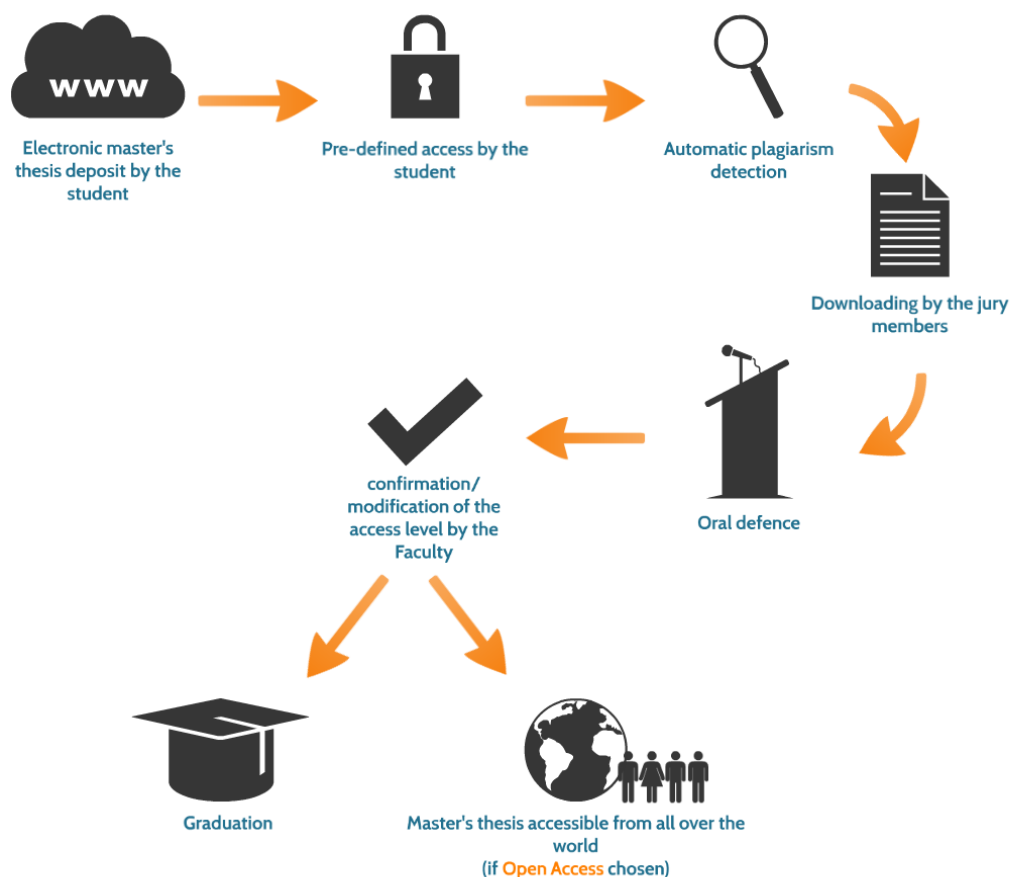 www
Electronic master's
thesis deposit by the
student
Pre-defined access by the
student
Automatic plagiarism
detection
Downloading by the jury
members
Oral defence
confirmation/
modification of the
access level by the
Faculty
Graduation
Master's thesis accessible from all over the
world
(if Open Access chosen)